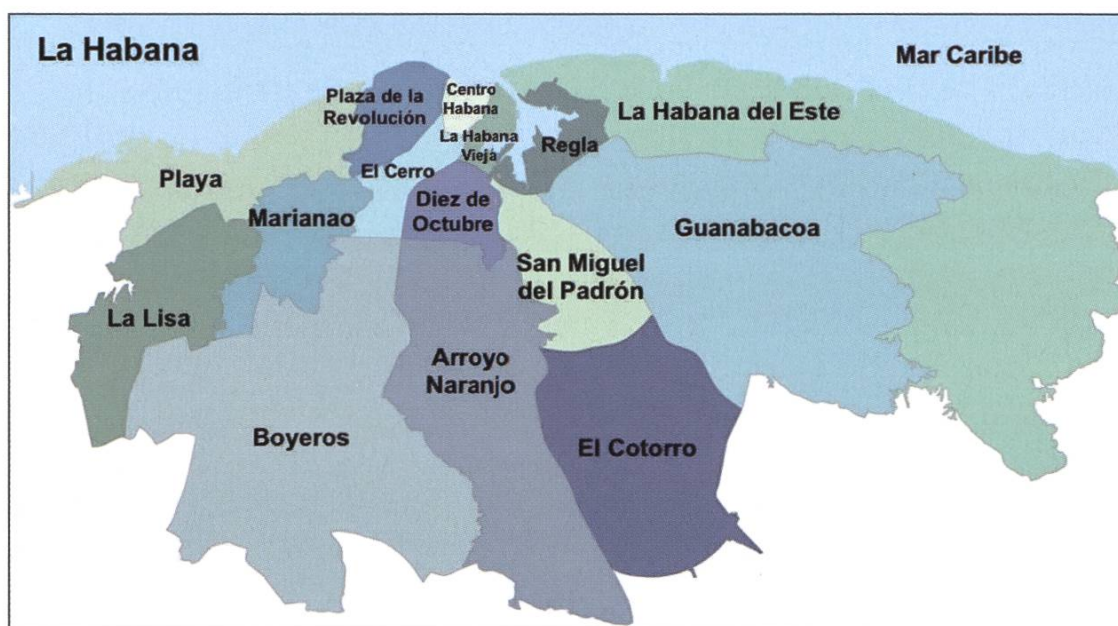 La Habana
Mar Caribe
Plaza de la
Revolución
Centro
Habana
La Habana
Vieja
Regla
La Habana del Este
El Cerro
Playa
Marianao
Diez de
Octubre
Guanabacoa
San Miguel
del Padrón
La Lisa
Arroyo
Naranjo
Boyeros
El Cotorro